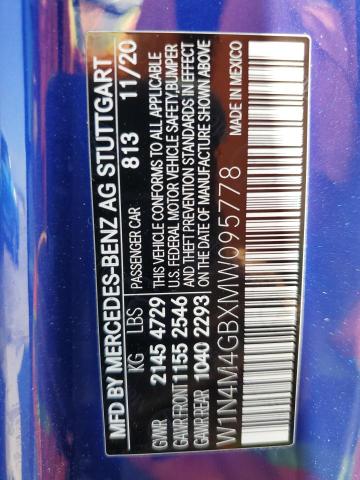 MFD BY MERCEDES-BENZ AG STUTTGART
813 11/20
KG LBS PASSENGER CAR
GVWR 2145 4729
GAWR FRONT 1155 2546
GAWR REAR 1040 2293
THIS VEHICLE CONFORMS TO ALL APPLICABLE
U.S. FEDERAL MOTOR VEHICLE SAFETY, BUMPER
AND THEFT PREVENTION STANDARDS IN EFFECT
ON DATE OF MANUFACTURE SHOWN ABOVE
W1N4M4GBXMW095778
MADE IN MEXICO